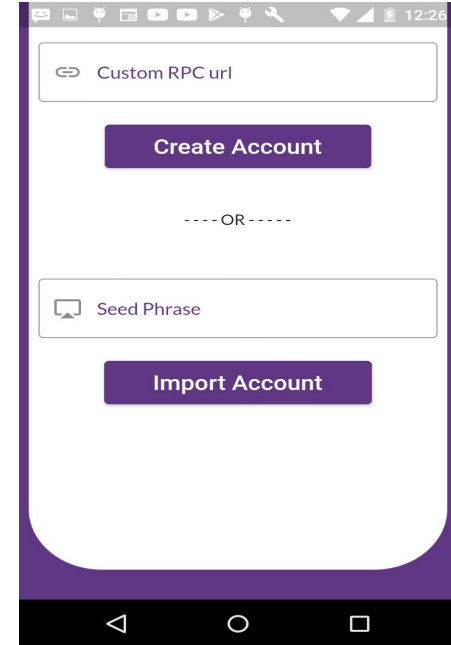 12:26
Custom RPC url
Create Account
- - - - OR - - - - -
Seed Phrase
Import Account